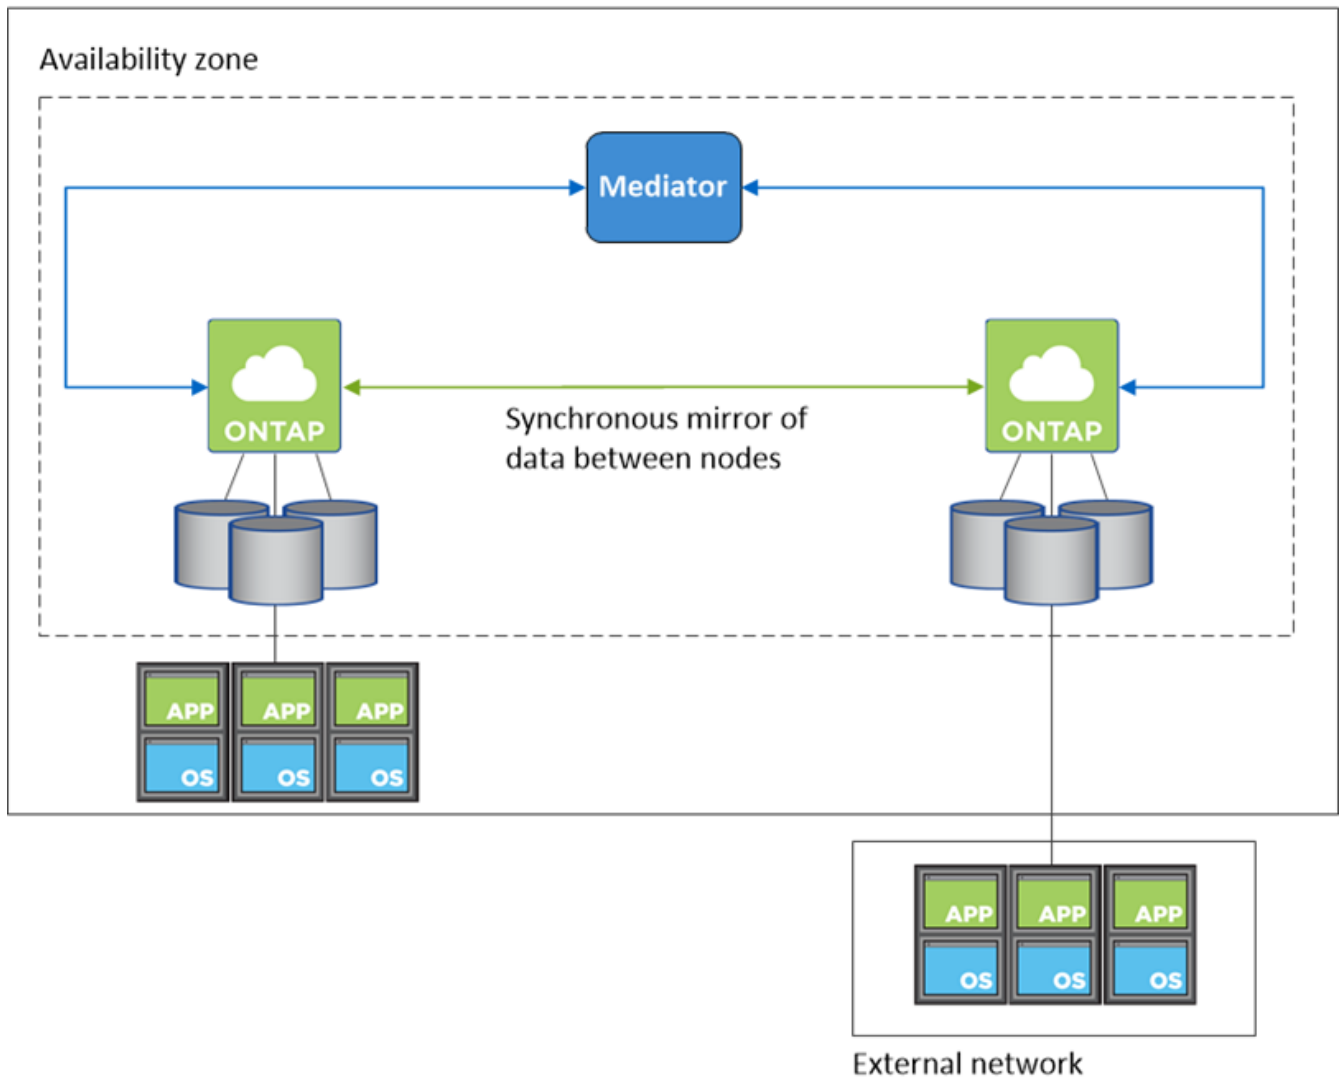 Availability zone
Mediator
ONTAP
ONTAP
Synchronous mirror of
data between nodes
APP APP APP
OS OS OS
APP APP APP
OS OS OS
External network